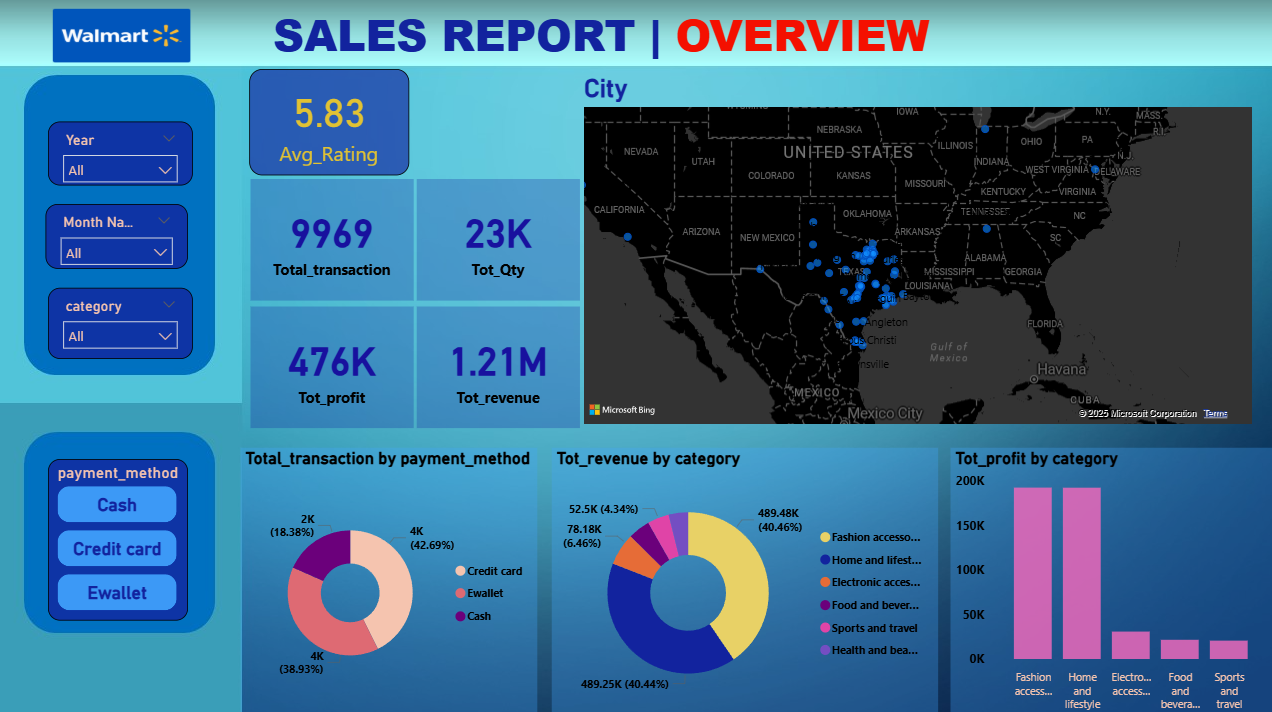 Walmart
SALES REPORT | OVERVIEW
Year
All
Month Na...
All
category
All
payment_method
Cash
Credit card
Ewallet
5.83
Avg_Rating
9969
Total_transaction
23K
Tot_Qty
476K
Tot_profit
1.21M
Tot_revenue
City
IOWA
N.Y.
MASS.
R.I.
NEBRASKA
NEVADA
UTAH
UNITED STATES
ILLINOIS
INDIANA
OHIO
PA
N.J.
COLORADO
KANSAS
MISSOURI
WEST VIRGINIA
DELAWARE
KENTUCKY
VIRGINIA
CALIFORNIA
ARIZONA
NEW MEXICO
OKLAHOMA
ARKANSAS
TENNESSEE
NC
SC
TEXAS
MISSISSIPPI
ALABAMA
GEORGIA
LOUISIANA
Angleton
FLORIDA
Gulf of
Mexico
Havana
CUBA
MEXICO
Mexico City
Microsoft Bing
© 2025 Microsoft Corporation Terms
Total_transaction by payment_method
2K
(18.38%)
4K
(42.69%)
4K
(38.93%)
Credit card
Ewallet
Cash
Tot_revenue by category
52.5K (4.34%)
78.18K
(6.46%)
489.48K
(40.46%)
489.25K (40.44%)
Fashion accesso...
Home and lifest...
Electronic acces...
Food and bever...
Sports and travel
Health and bea...
Tot_profit by category
200K
150K
100K
50K
0K
Fashion
access...
Home
and
lifestyle
Electro...
access...
Food
and
bevera...
Sports
and
travel